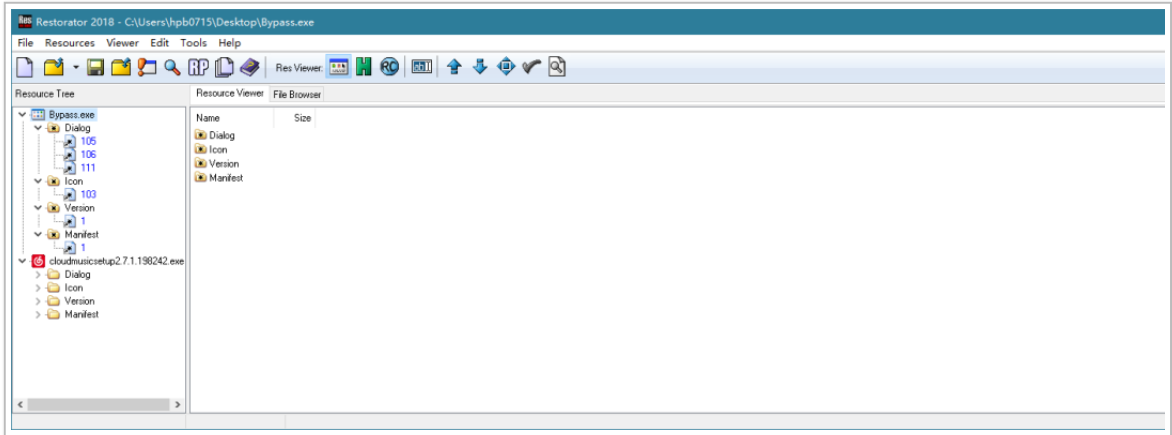 Restorator 2018 - C:\Users\hpb0715\Desktop\Bypass.exe
File Resources Viewer Edit Tools Help
Res Viewer:
Resource Tree
Resource Viewer File Browser
Bypass.exe
Dialog
105
106
111
Icon
103
Version
1
Manifest
1
cloudmusicsetup2.7.1.198242.exe
Dialog
Icon
Version
Manifest
Name Size
Dialog
Icon
Version
Manifest